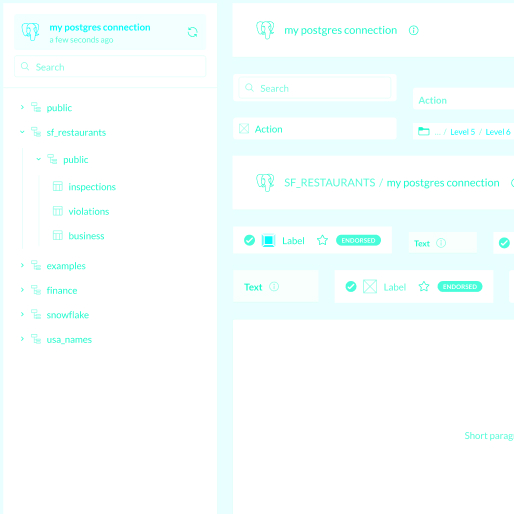 my postgres connection
a few seconds ago
Search
public
sf_restaurants
public
inspections
violations
business
examples
finance
snowflake
usa_names
my postgres connection
Search
Action
Action
... / Level 5 / Level 6
SF_RESTAURANTS / my postgres connection
Label ENDORSED
Text
Text
Label ENDORSED
Short